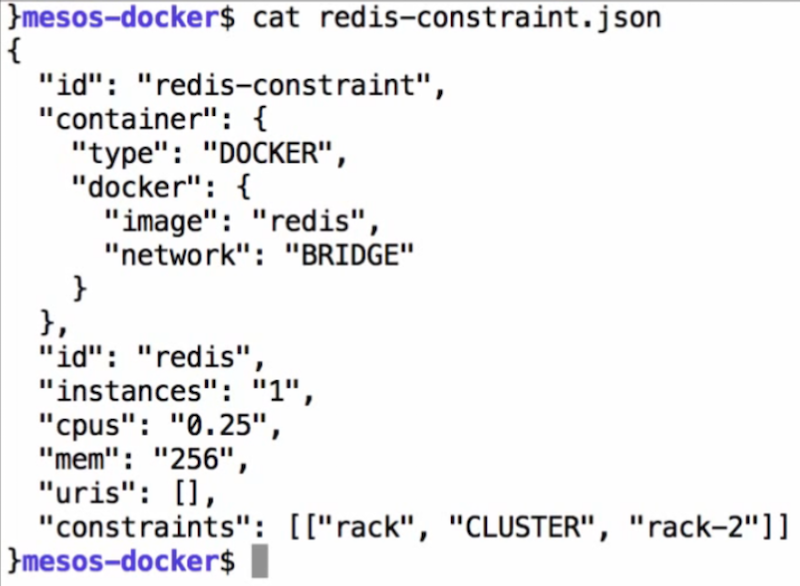 }mesos-docker$ cat redis-constraint.json
{
  "id": "redis-constraint",
  "container": {
    "type": "DOCKER",
    "docker": {
      "image": "redis",
      "network": "BRIDGE"
    }
  },
  "id": "redis",
  "instances": "1",
  "cpus": "0.25",
  "mem": "256",
  "uris": [],
  "constraints": [["rack", "CLUSTER", "rack-2"]]
}mesos-docker$